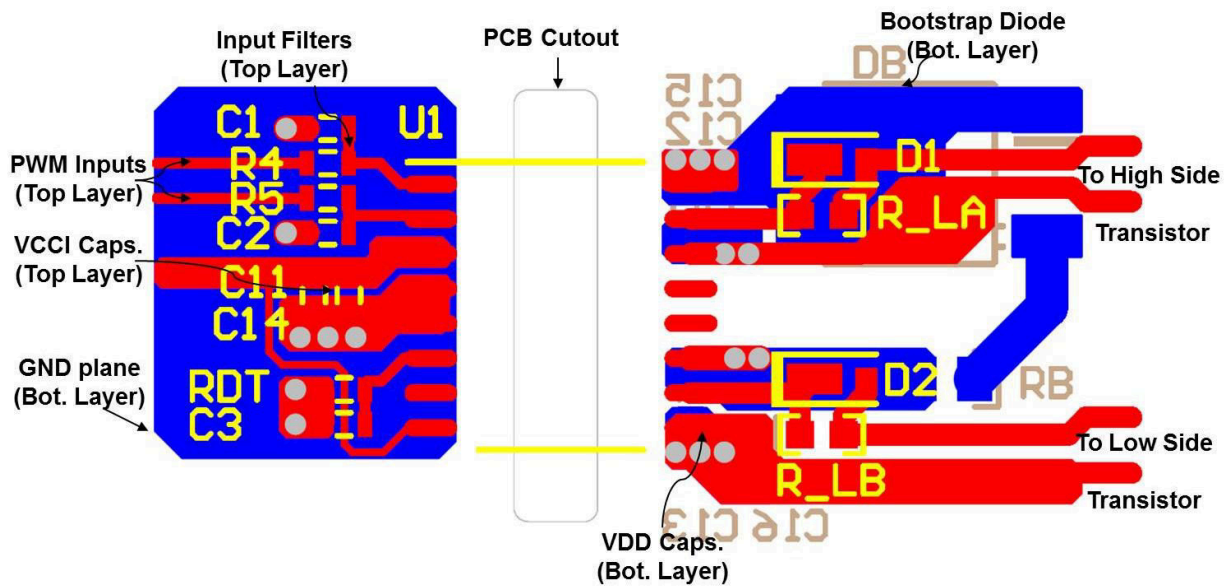 Bootstrap Diode
(Bot. Layer)
Input Filters
(Top Layer)
PCB Cutout
DB
C15
C12
C1
U1
PWM Inputs
(Top Layer)
R4
R5
C2
D1
To High Side
R_LA
Transistor
VCCI Caps.
(Top Layer)
C11
C14
GND plane
(Bot. Layer)
RDT
C3
D2
RB
To Low Side
R_LB
Transistor
C13
C16
VDD Caps.
(Bot. Layer)